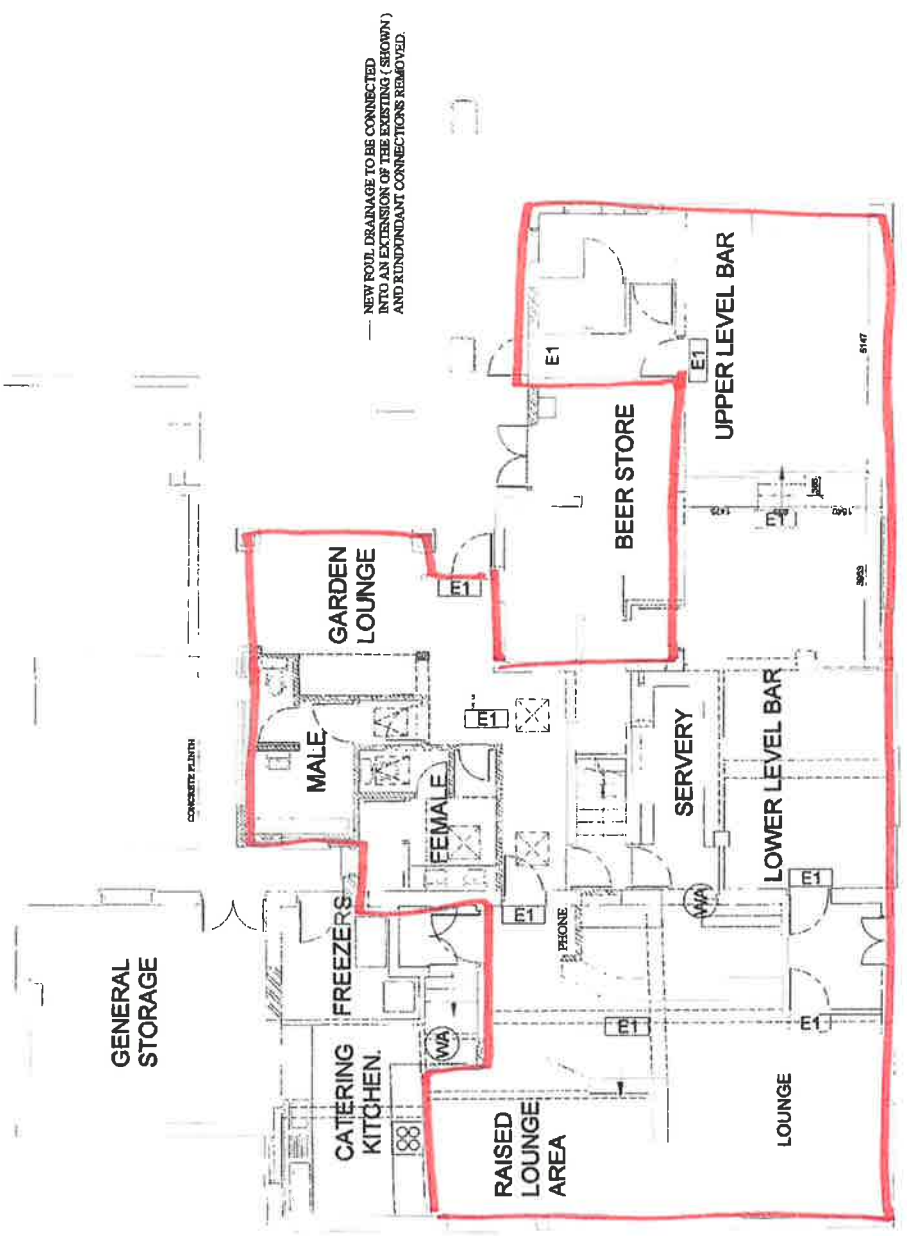 GENERAL
STORAGE
CONCRETE PLINTH
NEW FOUL DRAINAGE TO BE CONNECTED
INTO AN EXTENSION OF THE EXISTING ( SHOWN )
AND RUNDUNDANT CONNECTIONS REMOVED.
CATERING
KITCHEN.
FREEZERS
MALE
GARDEN
LOUNGE
WA
FEMALE
E1
E1
E1
E1
RAISED
LOUNGE
AREA
PHONE
BEER STORE
E1
SERVERY
E1
WA
UPPER LEVEL BAR
LOUNGE
E1
E1
LOWER LEVEL BAR
E1
3953
5147